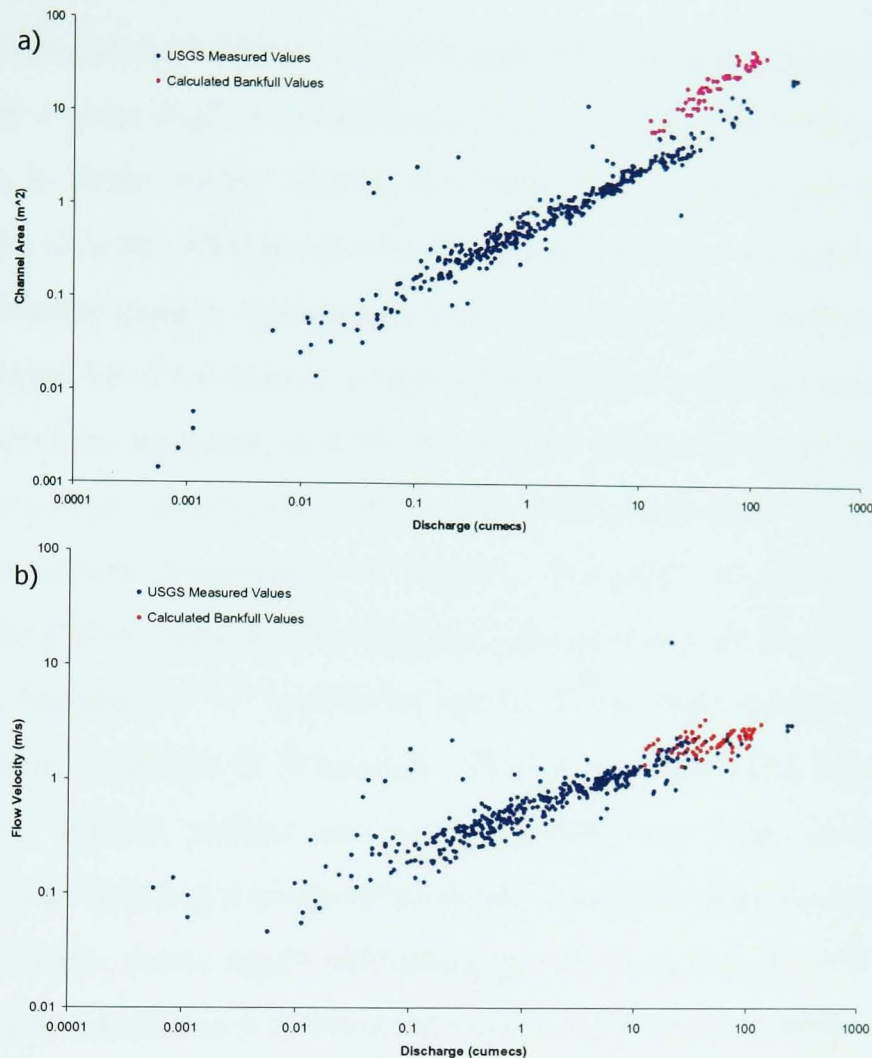 a)
100
USGS Measured Values
Calculated Bankfull Values
10
1
0.1
0.01
0.001
Channel Area (m^2)
0.0001 0.001 0.01 0.1 1 10 100 1000
Discharge (cumecs)
b)
100
USGS Measured Values
Calculated Bankfull Values
10
1
0.1
0.01
Flow Velocity (m/s)
0.0001 0.001 0.01 0.1 1 10 100 1000
Discharge (cumecs)